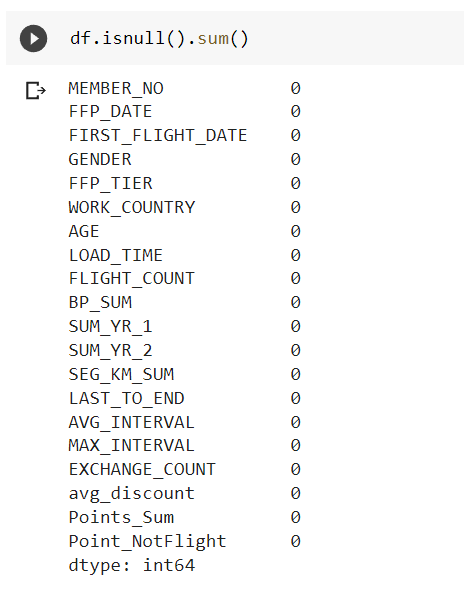 df.isnull().sum()
MEMBER_NO 0
FFP_DATE 0
FIRST_FLIGHT_DATE 0
GENDER 0
FFP_TIER 0
WORK_COUNTRY 0
AGE 0
LOAD_TIME 0
FLIGHT_COUNT 0
BP_SUM 0
SUM_YR_1 0
SUM_YR_2 0
SEG_KM_SUM 0
LAST_TO_END 0
AVG_INTERVAL 0
MAX_INTERVAL 0
EXCHANGE_COUNT 0
avg_discount 0
Points_Sum 0
Point_NotFlight 0
dtype: int64